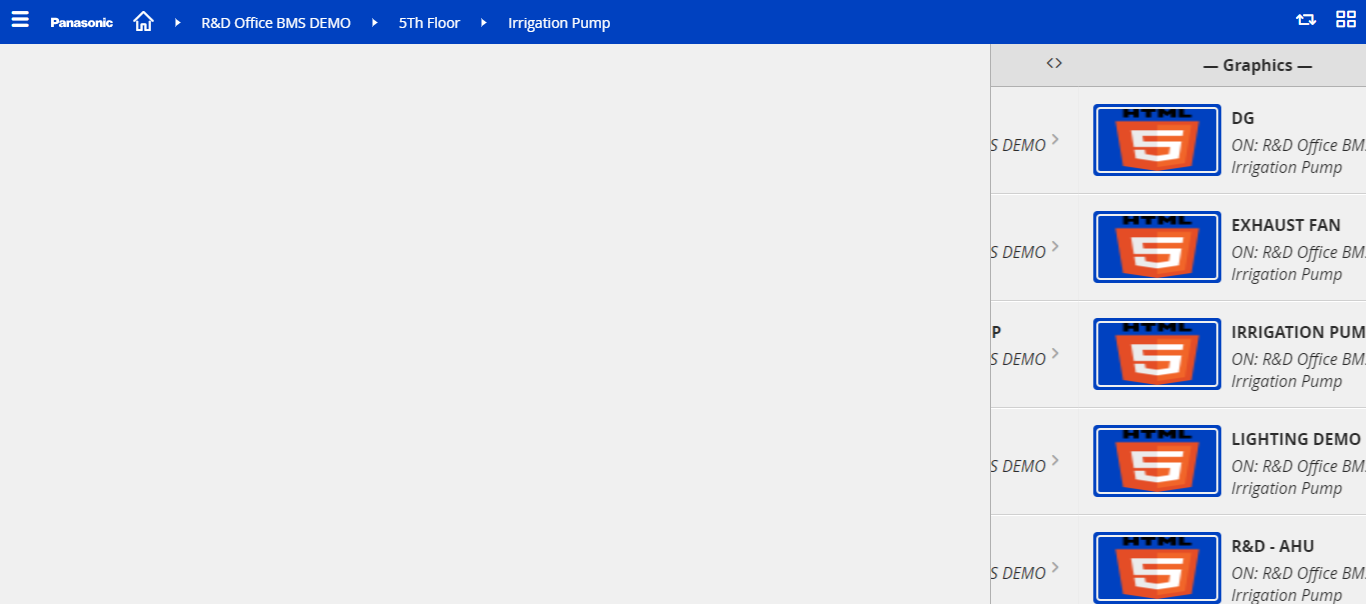 Panasonic R&D Office BMS DEMO 5Th Floor Irrigation Pump
<> — Graphics —
S DEMO
HTML
5
DG
ON: R&D Office BM
Irrigation Pump
S DEMO
HTML
5
EXHAUST FAN
ON: R&D Office BM
Irrigation Pump
P
S DEMO
HTML
5
IRRIGATION PUM
ON: R&D Office BM
Irrigation Pump
S DEMO
HTML
5
LIGHTING DEMO
ON: R&D Office BM
Irrigation Pump
S DEMO
HTML
5
R&D - AHU
ON: R&D Office BM
Irrigation Pump